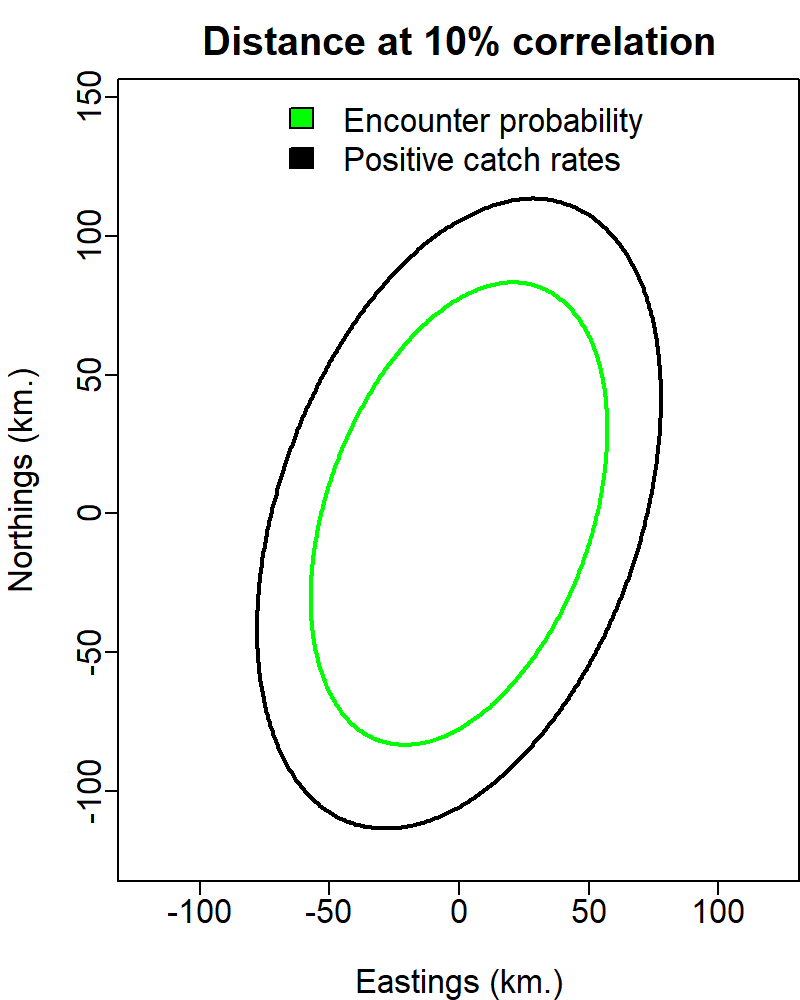 Distance at 10% correlation
Encounter probability
Positive catch rates
150
100
50
0
-50
-100
Northings (km.)
-100 -50 0 50 100
Eastings (km.)